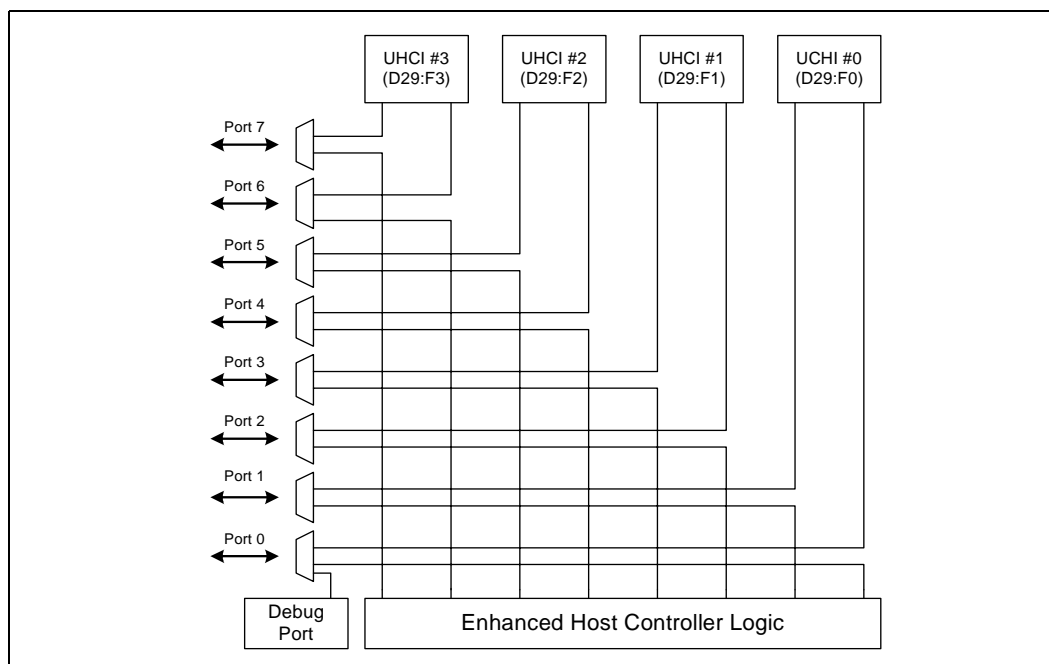 UHCI #3
(D29:F3)
UHCI #2
(D29:F2)
UHCI #1
(D29:F1)
UCHI #0
(D29:F0)
Port 7
Port 6
Port 5
Port 4
Port 3
Port 2
Port 1
Port 0
Debug
Port
Enhanced Host Controller Logic